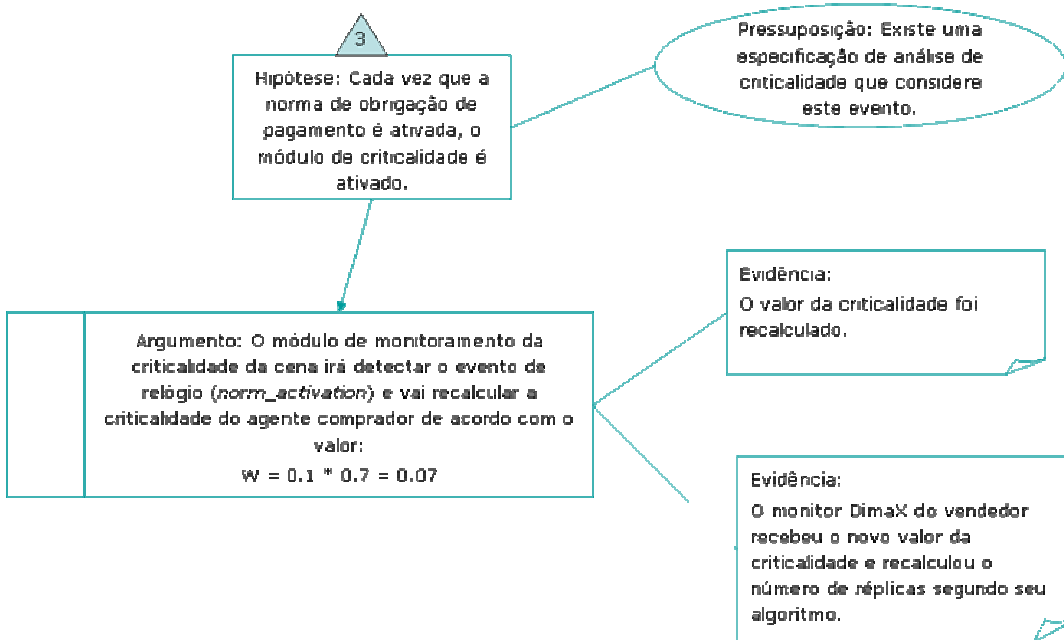 3
Hipótese: Cada vez que a
norma de obrigação de
pagamento é ativada, o
módulo de criticalidade é
ativado.
Pressuposição: Existe uma
especificação de análise de
criticalidade que considere
este evento.
Argumento: O módulo de monitoramento da
criticalidade da cena irá detectar o evento de
relógio (norm_activation) e vai recalcular a
criticalidade do agente comprador de acordo com o
valor:
W = 0.1 * 0.7 = 0.07
Evidência:
O valor da criticalidade foi
recalculado.
Evidência:
O monitor DimaX do vendedor
recebeu o novo valor da
criticalidade e recalculou o
número de réplicas segundo seu
algoritmo.